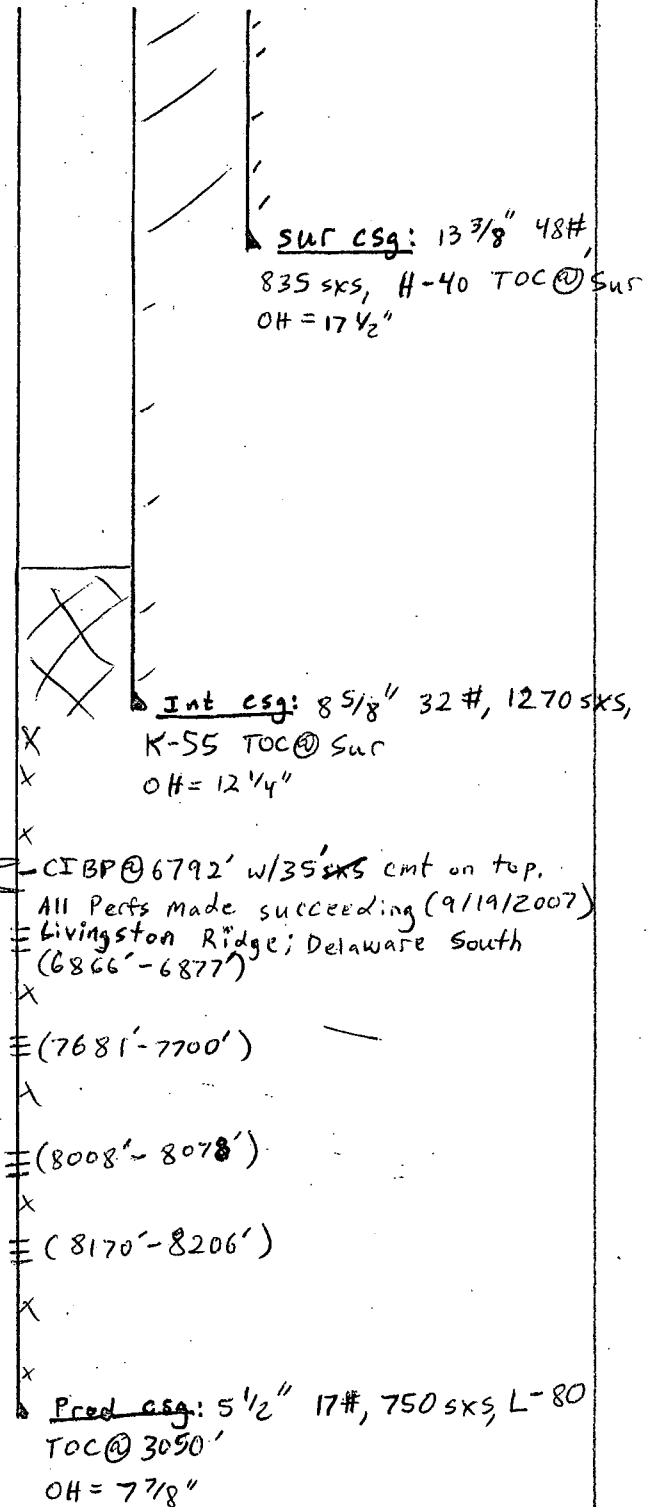 sur csg: 13 3/8" 48#,
835 sxs, H-40 TOC@ Sur
OH = 17 1/2"
Int csg: 8 5/8" 32#, 1270 sxs,
K-55 TOC@ Sur
OH = 12 1/4"
CIBP@ 6792' w/35' sxs cmt on top.
All Perfs made succeeding (9/19/2007)
Livingston Ridge; Delaware South
(6866'-6877')
(7681'-7700')
(8008'-8078')
(8170'-8206')
Prod csg: 5 1/2" 17#, 750 sxs, L-80
TOC@ 3050'
OH = 7 7/8"